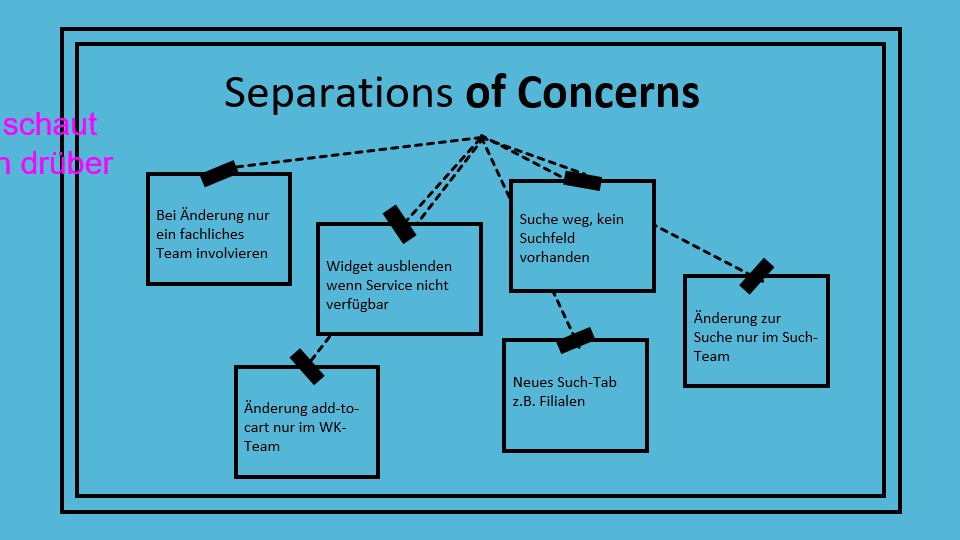 Separations of Concerns
schaut
n drüber
Bei Änderung nur
ein fachliches
Team involvieren
Widget ausblenden
wenn Service nicht
verfügbar
Suche weg, kein
Suchfeld
vorhanden
Änderung zur
Suche nur im Such-
Team
Änderung add-to-
cart nur im WK-
Team
Neues Such-Tab
z.B. Filialen